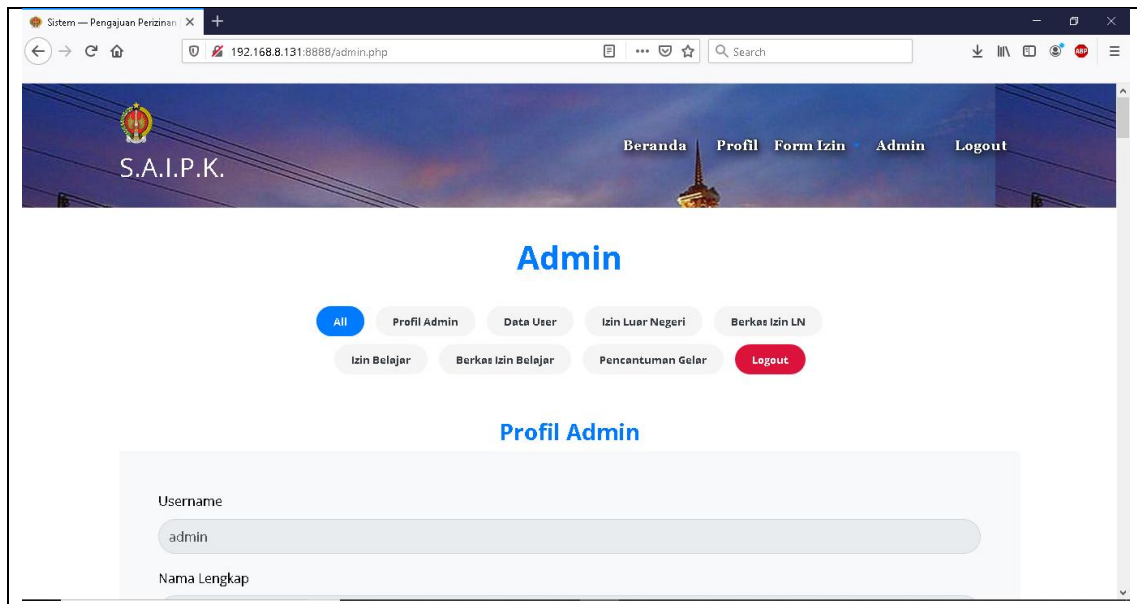 Sistem — Pengajuan Perizinan
192.168.8.131:8888/admin.php
Search
ABP
S.A.I.P.K.
Beranda Profil Form Izin Admin Logout
Admin
All Profil Admin Data User Izin Luar Negeri Berkas Izin LN
Izin Belajar Berkas Izin Belajar Pencantuman Gelar Logout
Profil Admin
Username
admin
Nama Lengkap